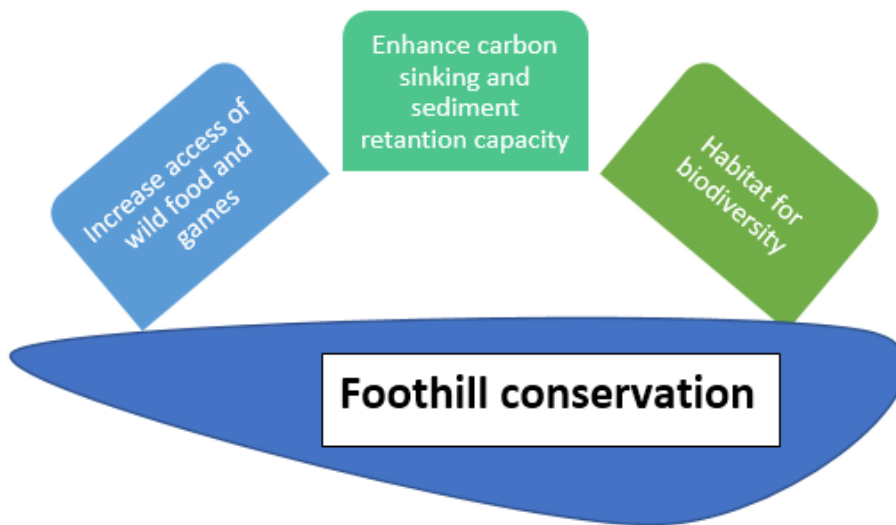 Increase access of
wild food and
games
Enhance carbon
sinking and
sediment
retantion capacity
Habitat for
biodiversity
Foothill conservation